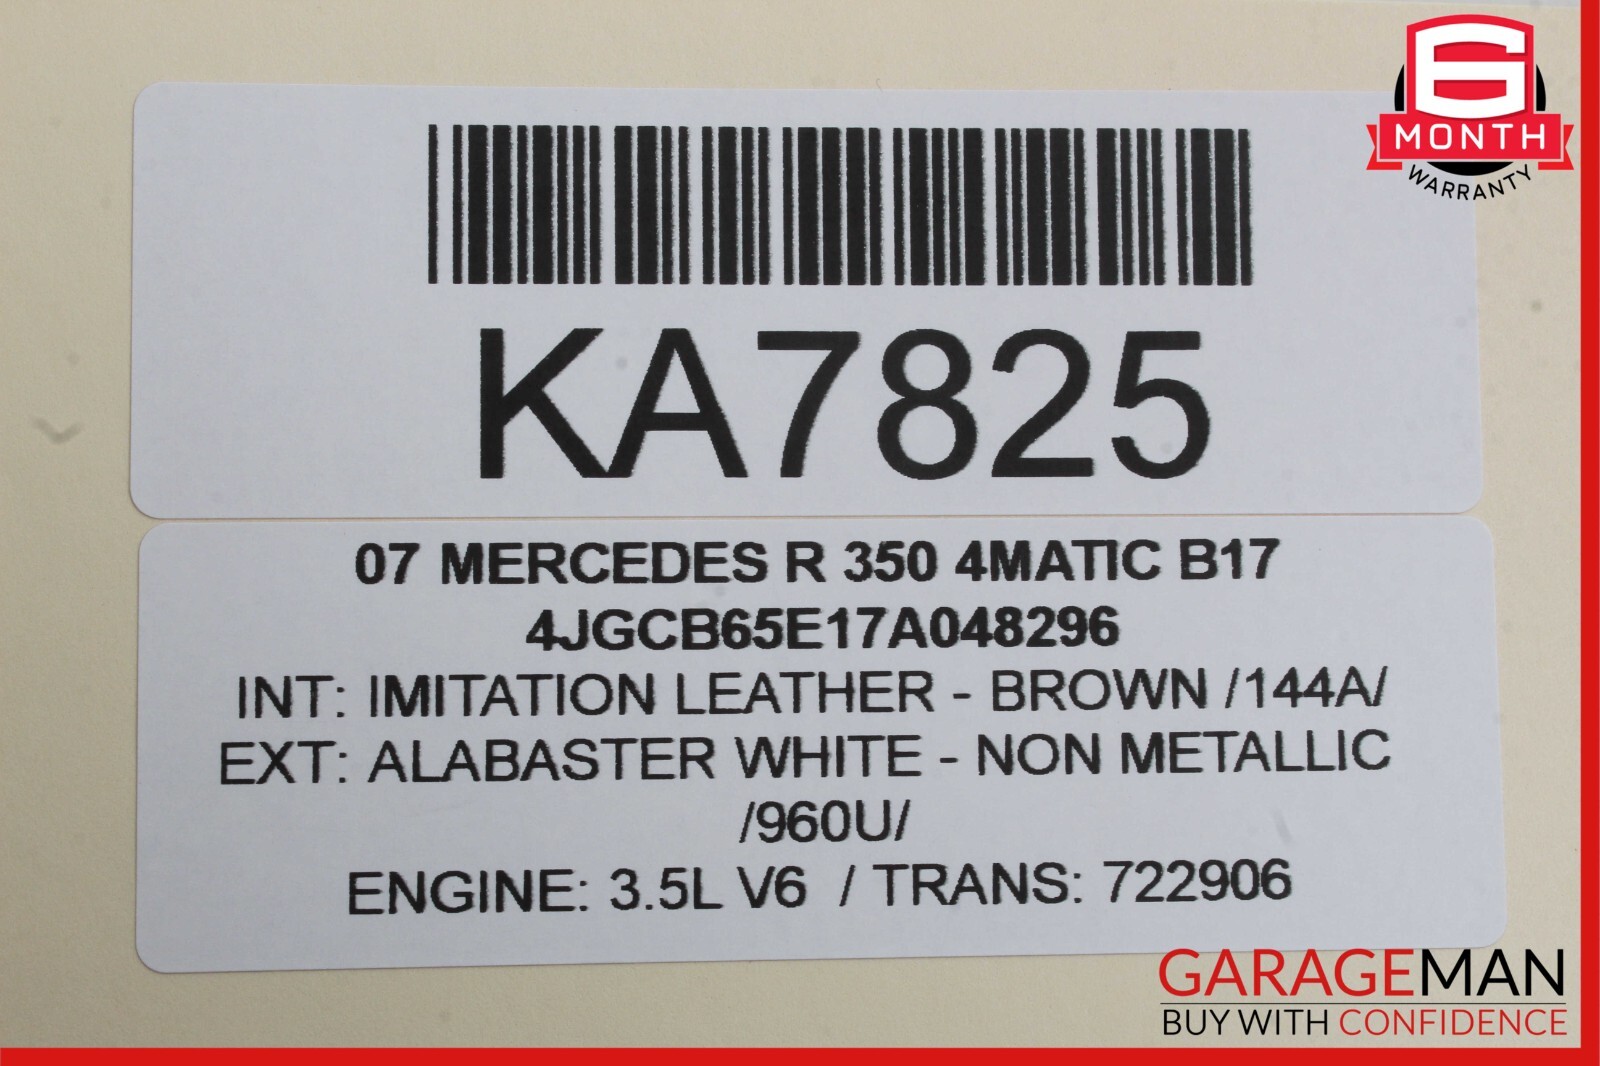 6
MONTH
WARRANTY
KA7825
07 MERCEDES R 350 4MATIC B17
4JGCB65E17A048296
INT: IMITATION LEATHER - BROWN /144A/
EXT: ALABASTER WHITE - NON METALLIC
/960U/
ENGINE: 3.5L V6 / TRANS: 722906
GARAGEMAN
BUY WITH CONFIDENCE